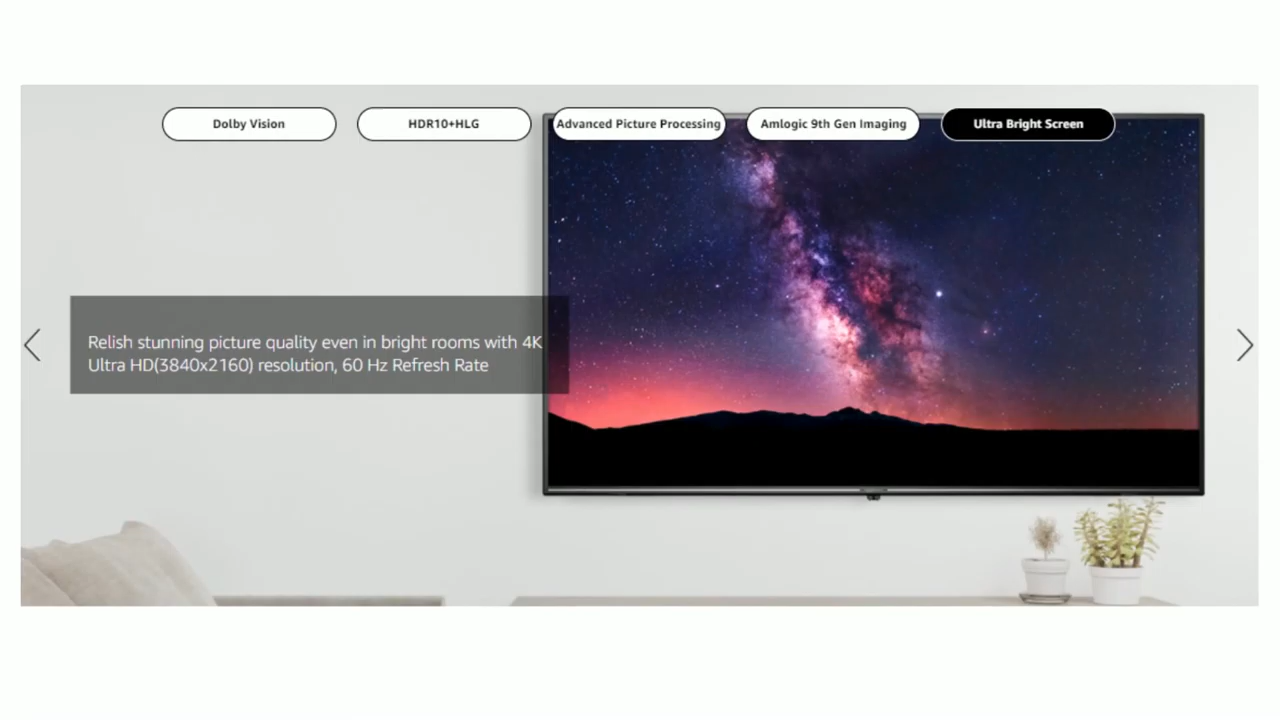 Dolby Vision
HDR10+HLG
Advanced Picture Processing
Amlogic 9th Gen Imaging
Ultra Bright Screen
Relish stunning picture quality even in bright rooms with 4K
Ultra HD(3840x2160) resolution, 60 Hz Refresh Rate